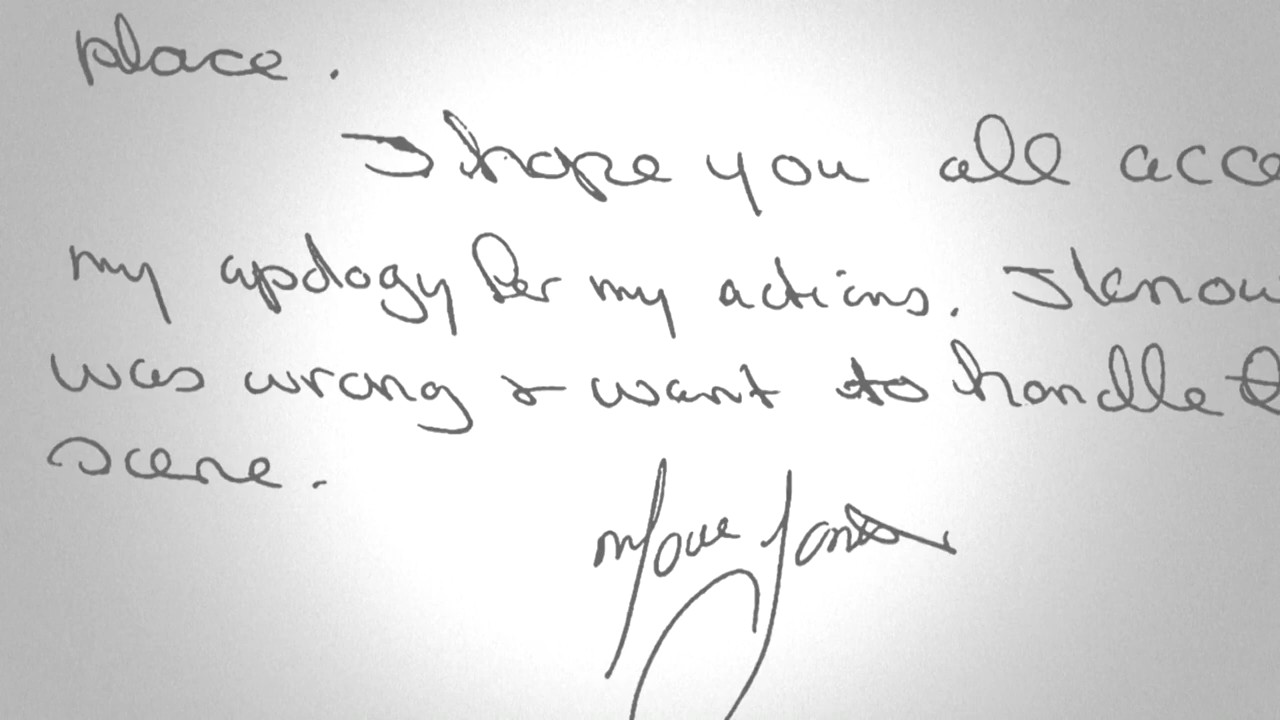 place.
I hope you all acce
my apology for my actions. I know
was wrong & want to handle t
scene.